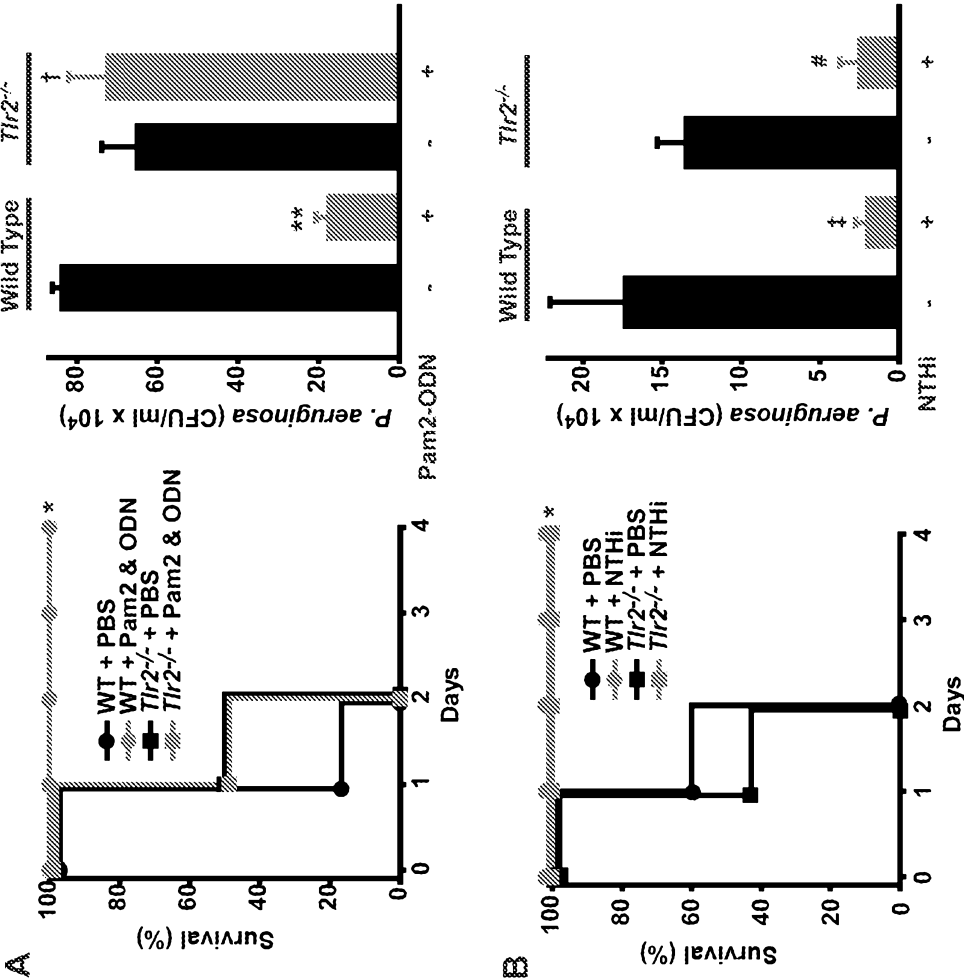 A
Survival (%)
100
80
60
40
20
0
0
1
2
3
4
Days
WT + PBS
WT + Pam2 & ODN
Tlr2-/- + PBS
Tlr2-/- + Pam2 & ODN
*
P. aeruginosa (CFU/ml x 10⁴)
80
60
40
20
0
Wild Type
Tlr2-/-
**
†
Pam2-ODN
-
+
-
+
B
Survival (%)
100
80
60
40
20
0
0
1
2
3
4
Days
WT + PBS
WT + NTHi
Tlr2-/- + PBS
Tlr2-/- + NTHi
*
P. aeruginosa (CFU/ml x 10⁴)
20
15
10
5
0
Wild Type
Tlr2-/-
‡
#
NTHi
-
+
-
+